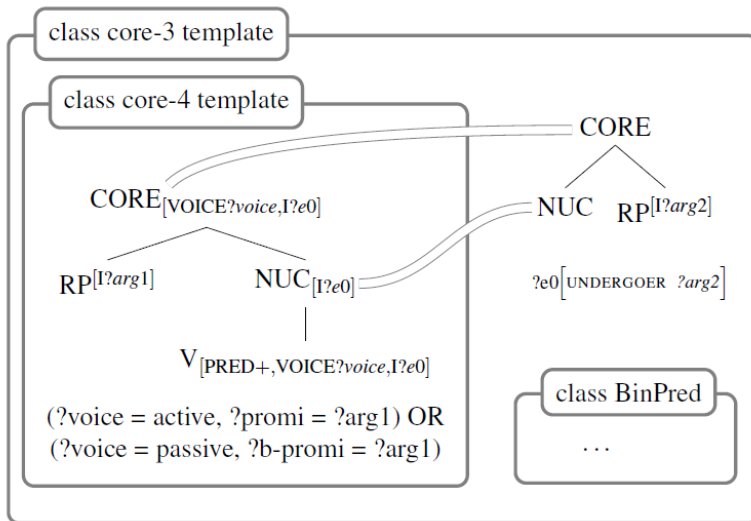 class core-3 template
class core-4 template
CORE
CORE[VOICE?voice,I?e0]
NUC RP[I?arg2]
RP[I?arg1] NUC[I?e0]
?e0[UNDERGOER ?arg2]
V[PRED+,VOICE?voice,I?e0]
class BinPred
(?voice = active, ?promi = ?arg1) OR
(?voice = passive, ?b-promi = ?arg1)
...